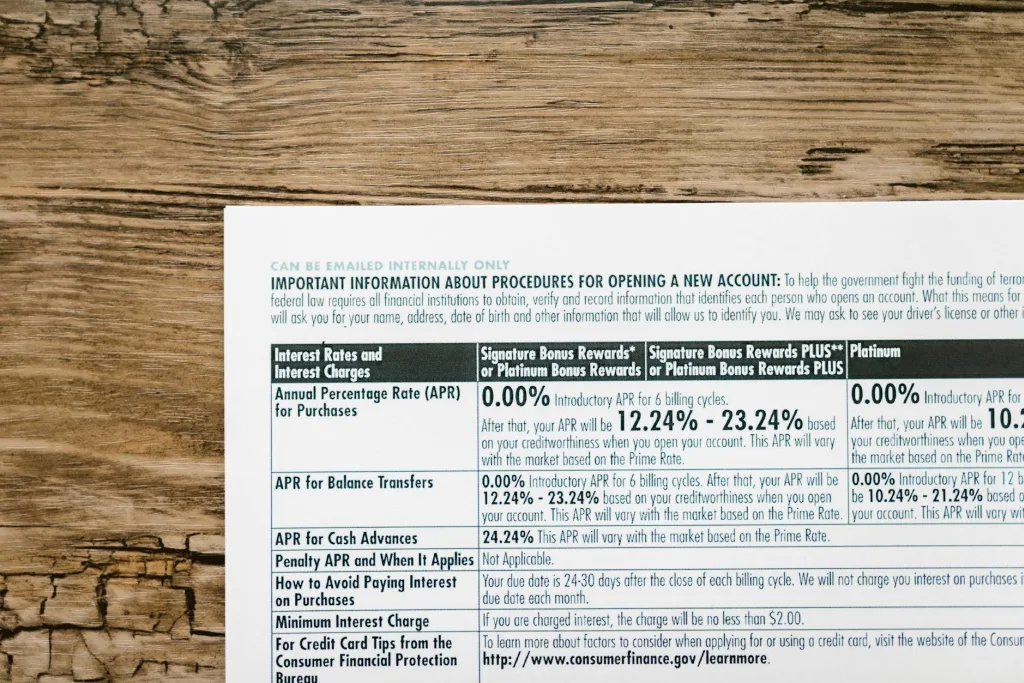 CAN BE EMAILED INTERNALLY ONLY
IMPORTANT INFORMATION ABOUT PROCEDURES FOR OPENING A NEW ACCOUNT: To help the government fight the funding of
federal law requires all financial institutions to obtain, verify and record information that identifies each person who opens an account. What this means for
will ask you for your name, address, date of birth and other information that will allow us to identify you. We may ask to see your driver's license or other
Interest Rates and
Interest Charges
Signature Bonus Rewards*
or Platinum Bonus Rewards
Signature Bonus Rewards PLUS**
or Platinum Bonus Rewards PLUS
Platinum
Annual Percentage Rate (APR)
for Purchases
0.00% Introductory APR for 6 billing cycles.
After that, your APR will be 12.24% - 23.24% based
on your creditworthiness when you open your account. This APR will vary
with the market based on the Prime Rate.
0.00% Introductory APR for
After that, your APR will be
your creditworthiness when you
with the market based on the Prime
APR for Balance Transfers
0.00% Introductory APR for 6 billing cycles. After that, your APR will be
12.24% - 23.24% based on your creditworthiness when you open
your account. This APR will vary with the market based on the Prime Rate.
0.00% Introductory APR for 12
be 10.24% - 21.24% based
your account. This APR will vary
APR for Cash Advances
24.24% This APR will vary with the market based on the Prime Rate.
Penalty APR and When It Applies
Not Applicable.
How to Avoid Paying Interest
on Purchases
Your due date is 24-30 days after the close of each billing cycle. We will not charge you interest on purchases
due date each month.
Minimum Interest Charge
If you are charged interest, the charge will be no less than $2.00.
For Credit Card Tips from the
Consumer Financial Protection
Bureau
To learn more about factors to consider when applying for or using a credit card, visit the website of the
http://www.consumerfinance.gov/learnmore.